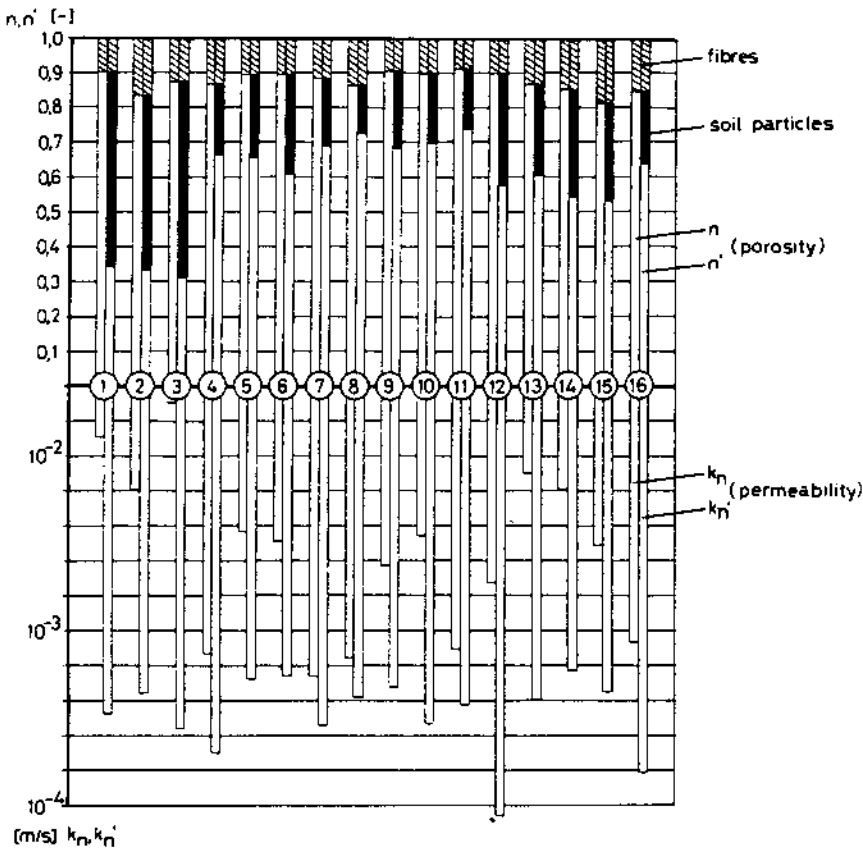 n, n' [-]
1,0
0,9
0,8
0,7
0,6
0,5
0,4
0,3
0,2
0,1
fibres
soil particles
n
n'
(porosity)
1 2 3 4 5 6 7 8 9 10 11 12 13 14 15 16
10⁻²
10⁻³
10⁻⁴
kn
kn'
(permeability)
[m/s] kn, kn'